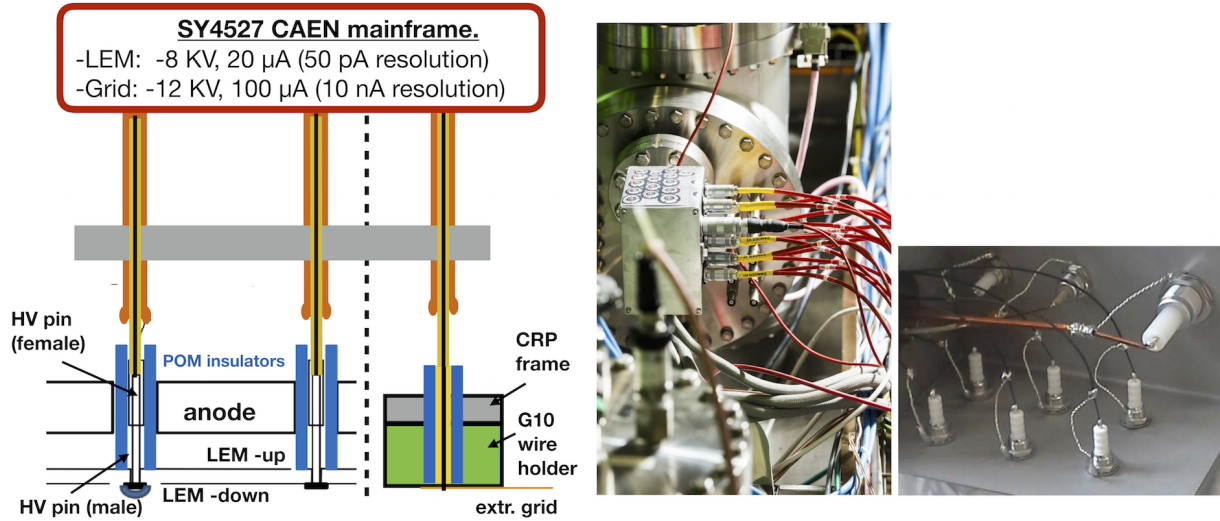 SY4527 CAEN mainframe.
-LEM: -8 KV, 20 µA (50 pA resolution)
-Grid: -12 KV, 100 µA (10 nA resolution)
HV pin
(female)
POM insulators
CRP
frame
anode
G10
wire
holder
LEM -up
HV pin (male)
LEM -down
extr. grid